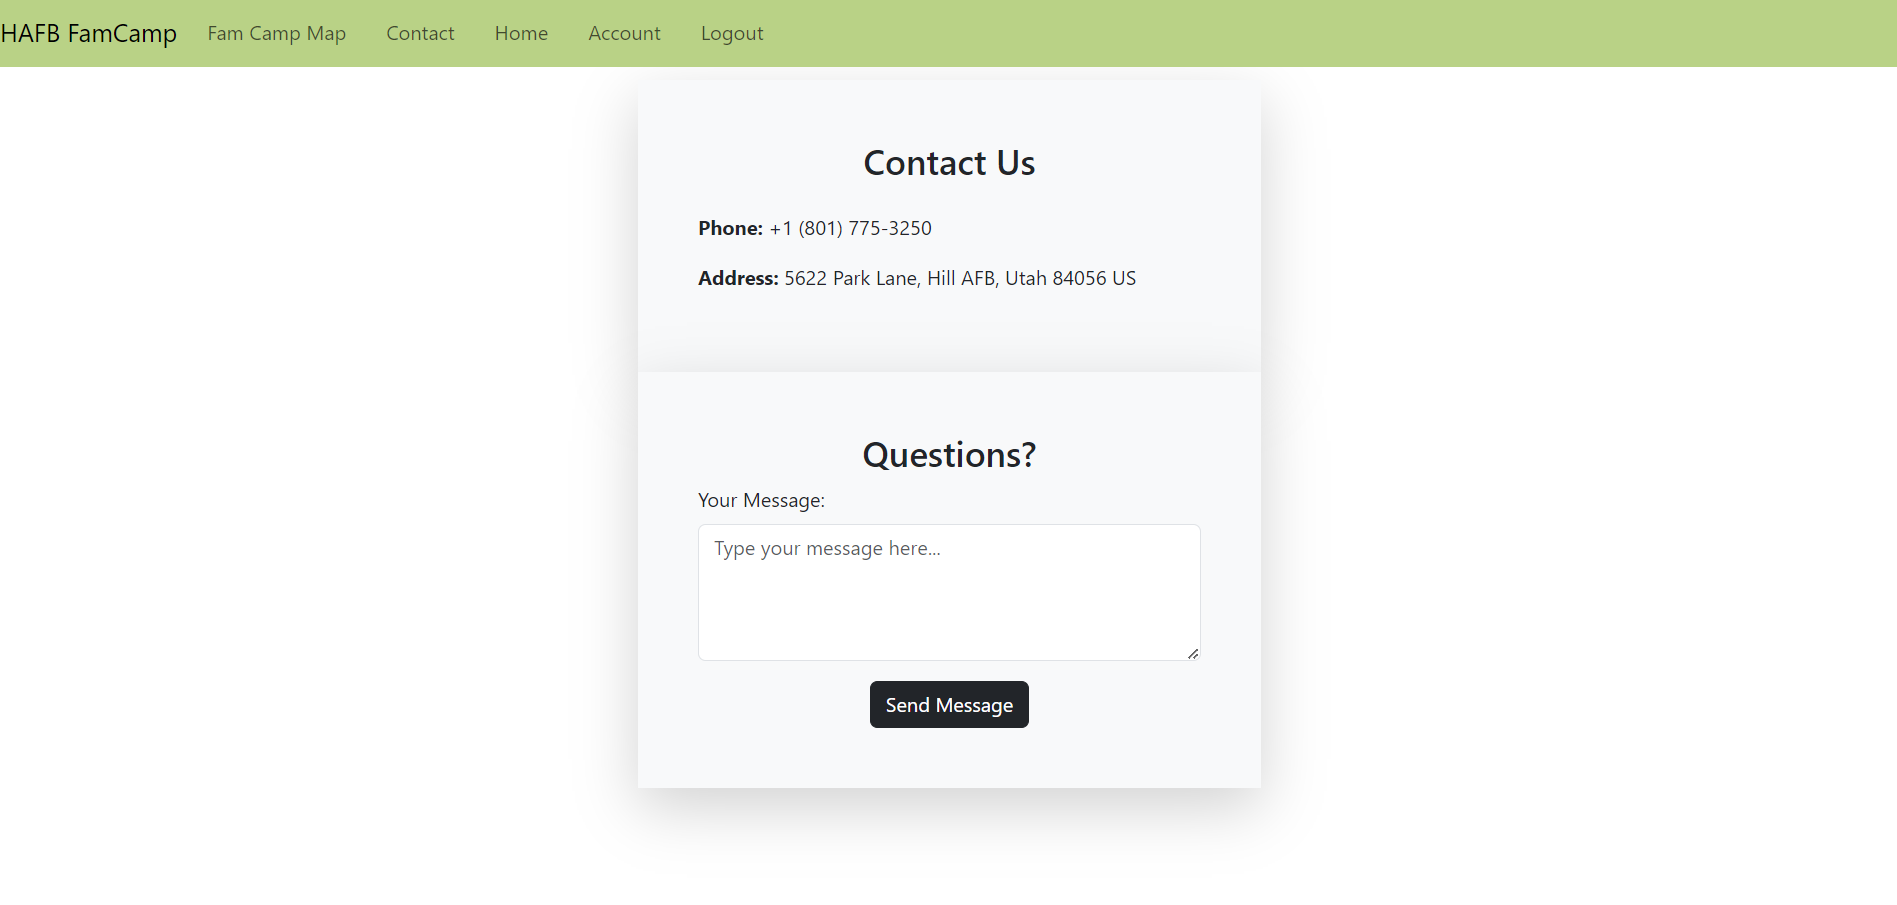 HAFB FamCamp Fam Camp Map Contact Home Account Logout
Contact Us
Phone: +1 (801) 775-3250
Address: 5622 Park Lane, Hill AFB, Utah 84056 US
Questions?
Your Message:
Type your message here...
Send Message